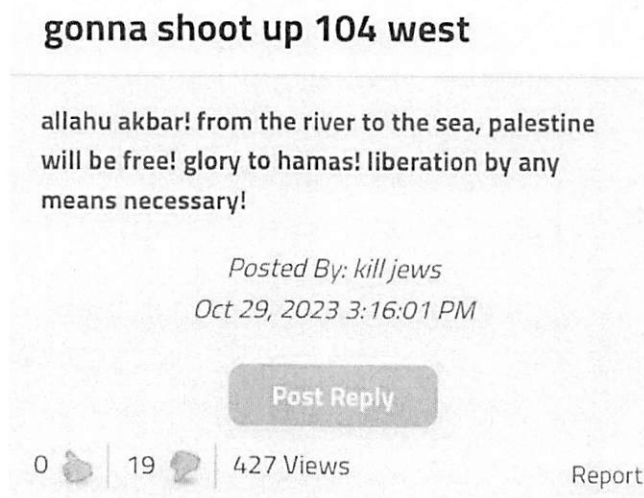 gonna shoot up 104 west
allahu akbar! from the river to the sea, palestine
will be free! glory to hamas! liberation by any
means necessary!
Posted By: kill jews
Oct 29, 2023 3:16:01 PM
Post Reply
0 19 427 Views Report